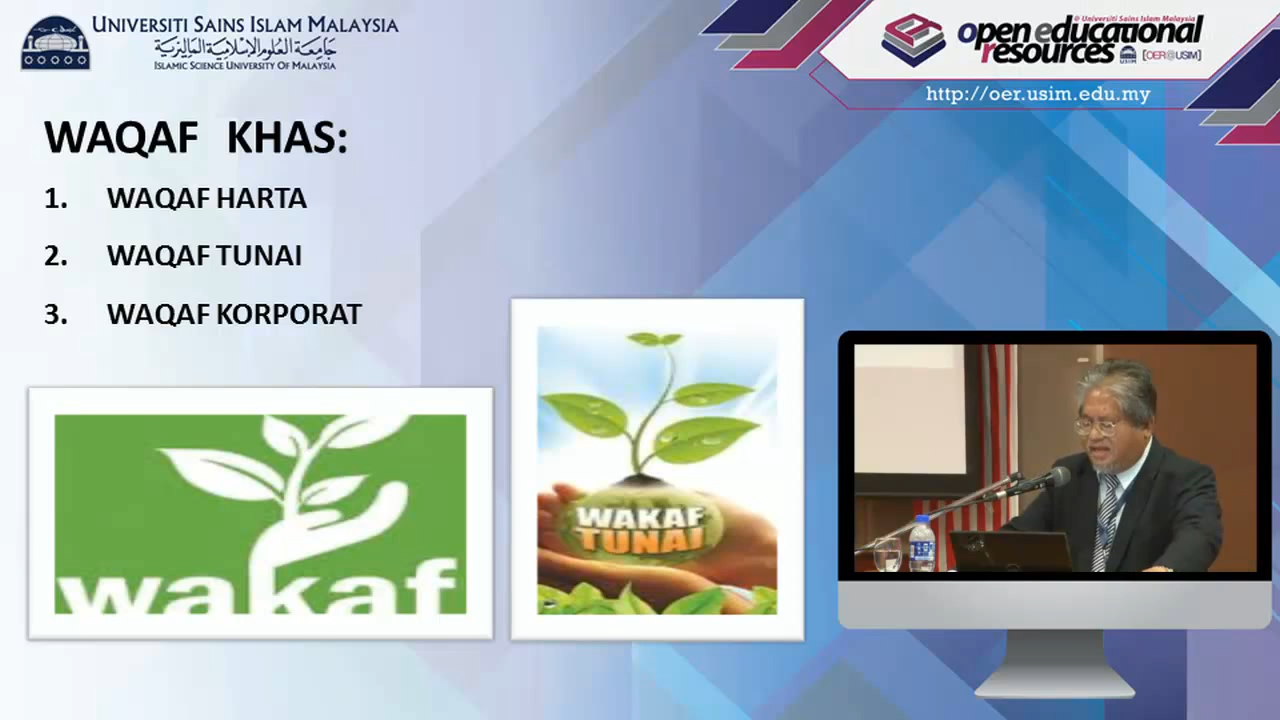 UNIVERSITI SAINS ISLAM MALAYSIA
جامعة العلوم الإسلامية الماليزية
ISLAMIC SCIENCE UNIVERSITY OF MALAYSIA
@ Universiti Sains Islam Malaysia
open educational
resources
USIM
[OER@USIM]
http://oer.usim.edu.my
WAQAF KHAS:
1. WAQAF HARTA
2. WAQAF TUNAI
3. WAQAF KORPORAT
wakaf
WAKAF
TUNAI